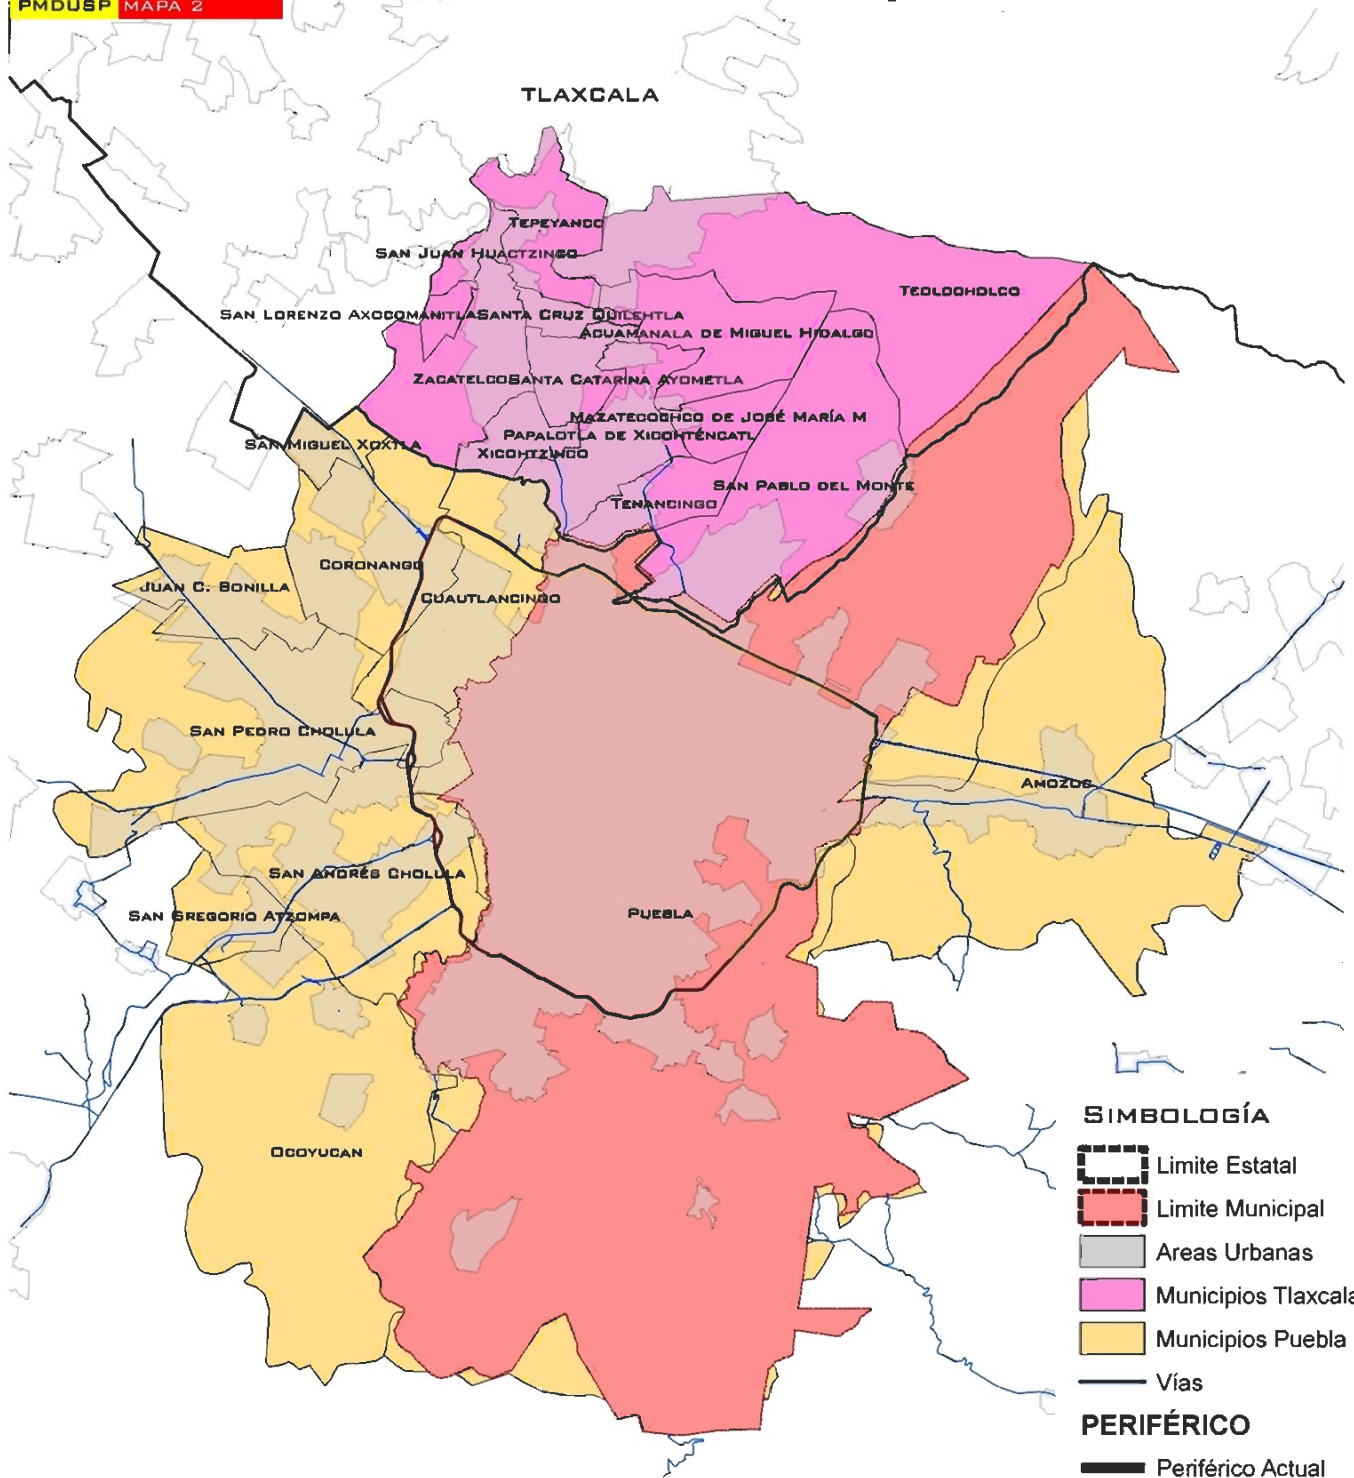 PMDUSP MAPA 2
TLAXCALA
TEPEYANCO
SAN JUAN HUACTZINGO
TEOLOCHOLCO
SAN LORENZO AXOCOMANITLA
SANTA CRUZ QUILEHTLA
ACUAMANALA DE MIGUEL HIDALGO
ZACATELCO
SANTA CATARINA AYOMETLA
MAZATECOCHCO DE JOSÉ MARÍA M
PAPALOTLA DE XICOHTÉNCATL
SAN MIGUEL XOXTLA
XICOHTZINCO
SAN PABLO DEL MONTE
TENANCINGO
CORONANGO
JUAN C. BONILLA
CUAUTLANCINGO
SAN PEDRO CHOLULA
AMOZOC
SAN ANDRÉS CHOLULA
SAN GREGORIO ATZOMPA
PUEBLA
OCOYUCAN
SIMBOLOGÍA
Limite Estatal
Limite Municipal
Areas Urbanas
Municipios Tlaxcala
Municipios Puebla
Vías
PERIFÉRICO
Periférico Actual